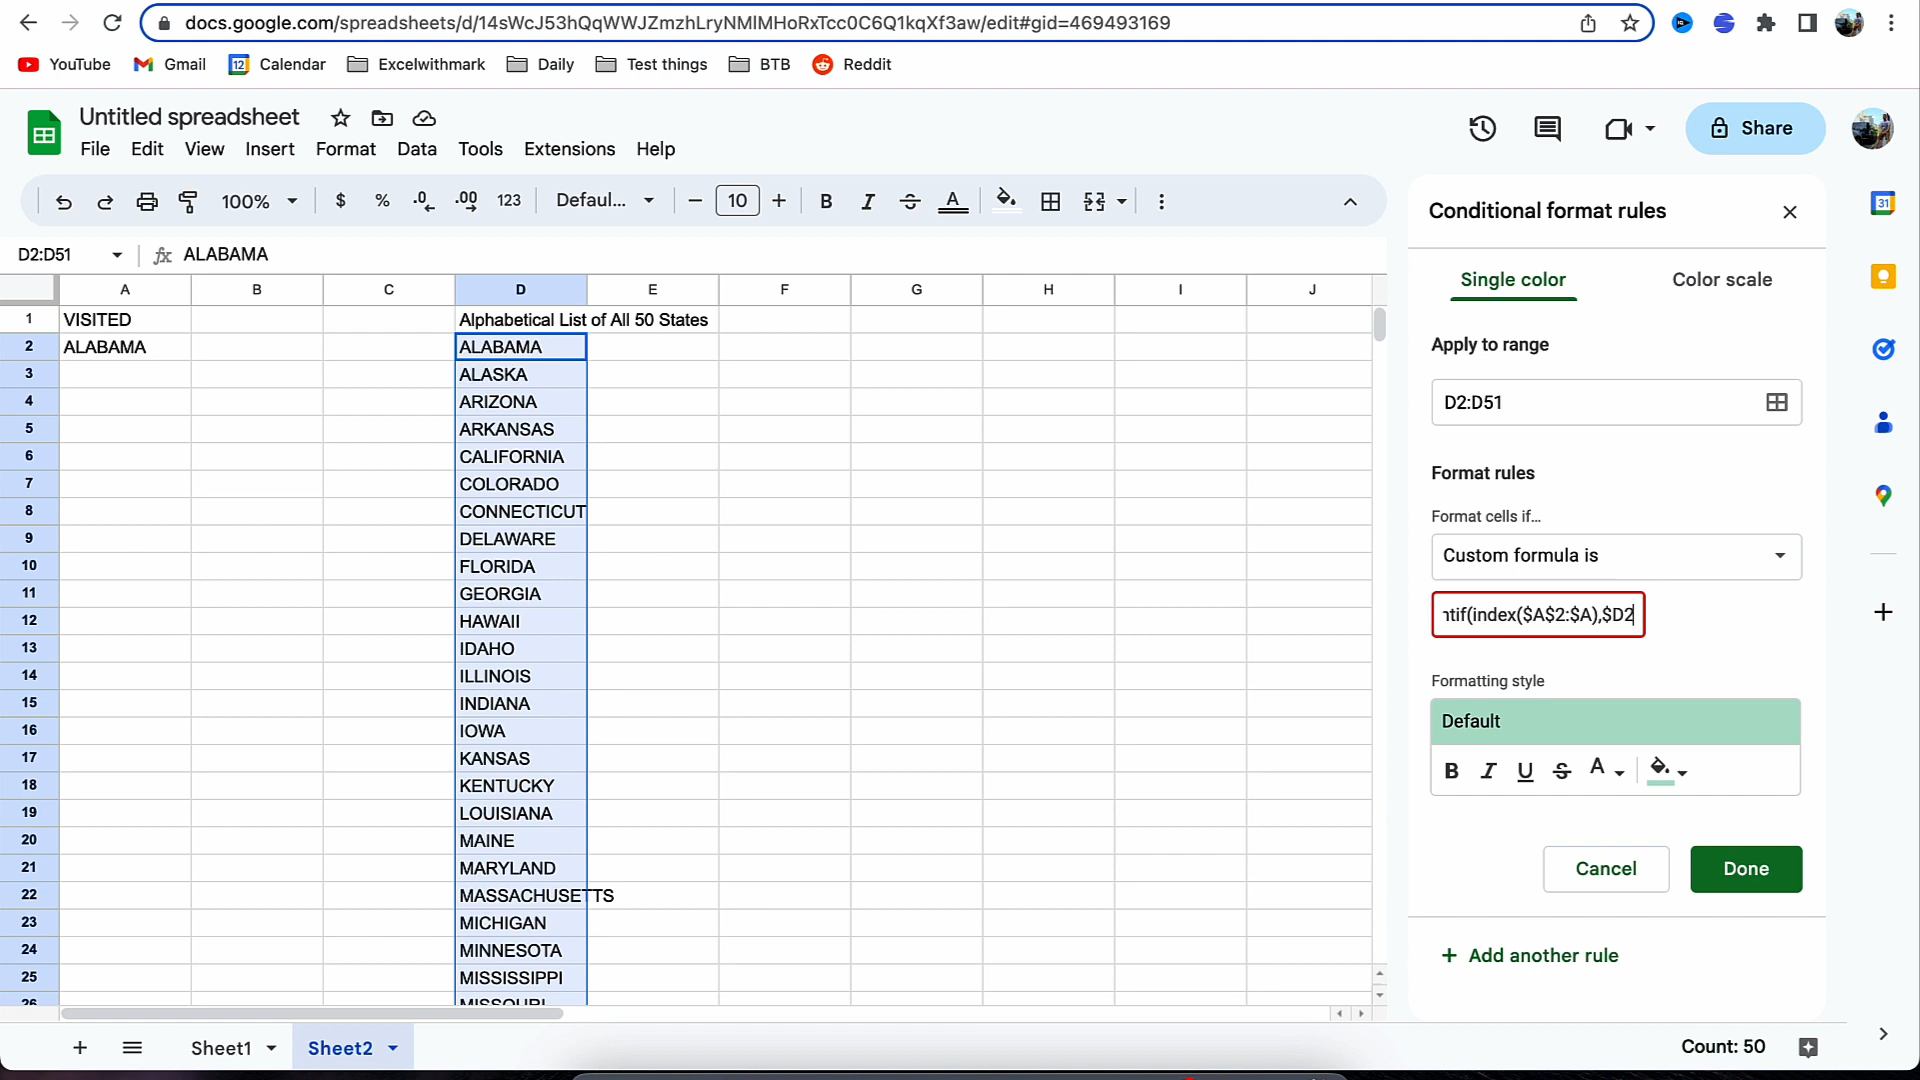 docs.google.com/spreadsheets/d/14sWcJ53hQqWWJZmzhLryNMIMHoRxTcc0C6Q1kqXf3aw/edit#gid=469493169
YouTube Gmail Calendar Excelwithmark Daily Test things BTB Reddit
Untitled spreadsheet
File Edit View Insert Format Data Tools Extensions Help
Share
100% $ % .0 .00 123 Defaul... 10 B I S A
D2:D51 fx ALABAMA
A B C D E F G H I J
1 VISITED Alphabetical List of All 50 States
2 ALABAMA ALABAMA
3 ALASKA
4 ARIZONA
5 ARKANSAS
6 CALIFORNIA
7 COLORADO
8 CONNECTICUT
9 DELAWARE
10 FLORIDA
11 GEORGIA
12 HAWAII
13 IDAHO
14 ILLINOIS
15 INDIANA
16 IOWA
17 KANSAS
18 KENTUCKY
19 LOUISIANA
20 MAINE
21 MARYLAND
22 MASSACHUSETTS
23 MICHIGAN
24 MINNESOTA
25 MISSISSIPPI
26 MISSOURI
Conditional format rules
Single color Color scale
Apply to range
D2:D51
Format rules
Format cells if…
Custom formula is
ntif(index($A$2:$A),$D2
Formatting style
Default
B I U S A
Cancel Done
+ Add another rule
31
Sheet1 Sheet2 Count: 50